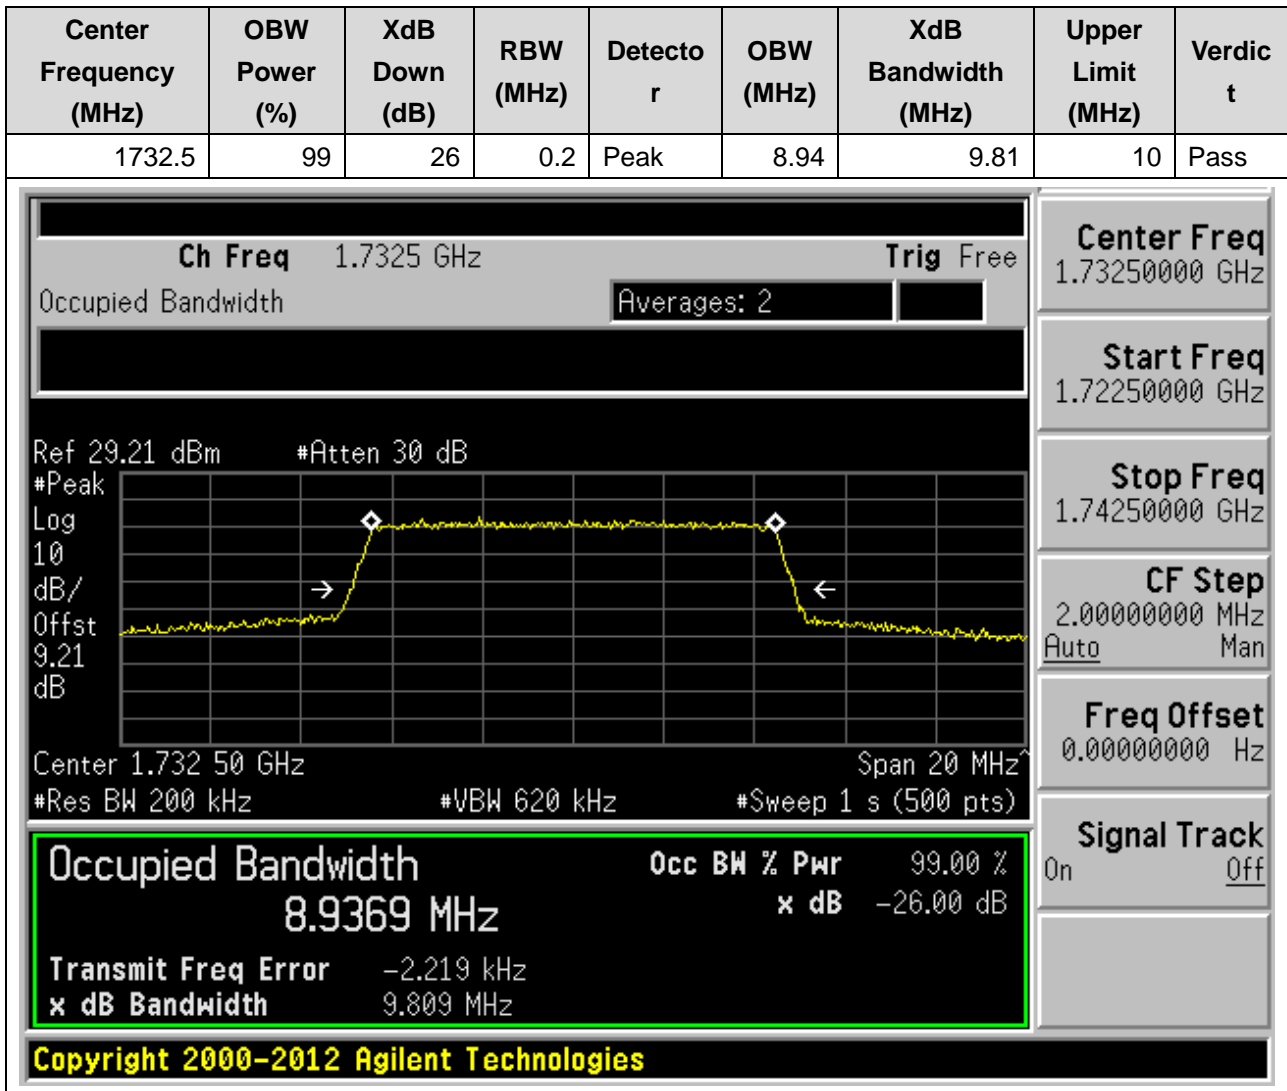 Center Frequency (MHz) OBW Power (%) XdB Down (dB) RBW (MHz) Detecto r OBW (MHz) XdB Bandwidth (MHz) Upper Limit (MHz) Verdic t
1732.5 99 26 0.2 Peak 8.94 9.81 10 Pass
Ch Freq 1.7325 GHz Trig Free
Occupied Bandwidth Averages: 2
Ref 29.21 dBm #Atten 30 dB
#Peak
Log
10
dB/
Offst
9.21
dB
Center 1.732 50 GHz Span 20 MHz^
#Res BW 200 kHz #VBW 620 kHz #Sweep 1 s (500 pts)
Occupied Bandwidth Occ BW % Pwr 99.00 %
8.9369 MHz x dB -26.00 dB
Transmit Freq Error -2.219 kHz
x dB Bandwidth 9.809 MHz
Copyright 2000-2012 Agilent Technologies
Center Freq
1.73250000 GHz
Start Freq
1.72250000 GHz
Stop Freq
1.74250000 GHz
CF Step
2.00000000 MHz
Auto Man
Freq Offset
0.00000000 Hz
Signal Track
On Off